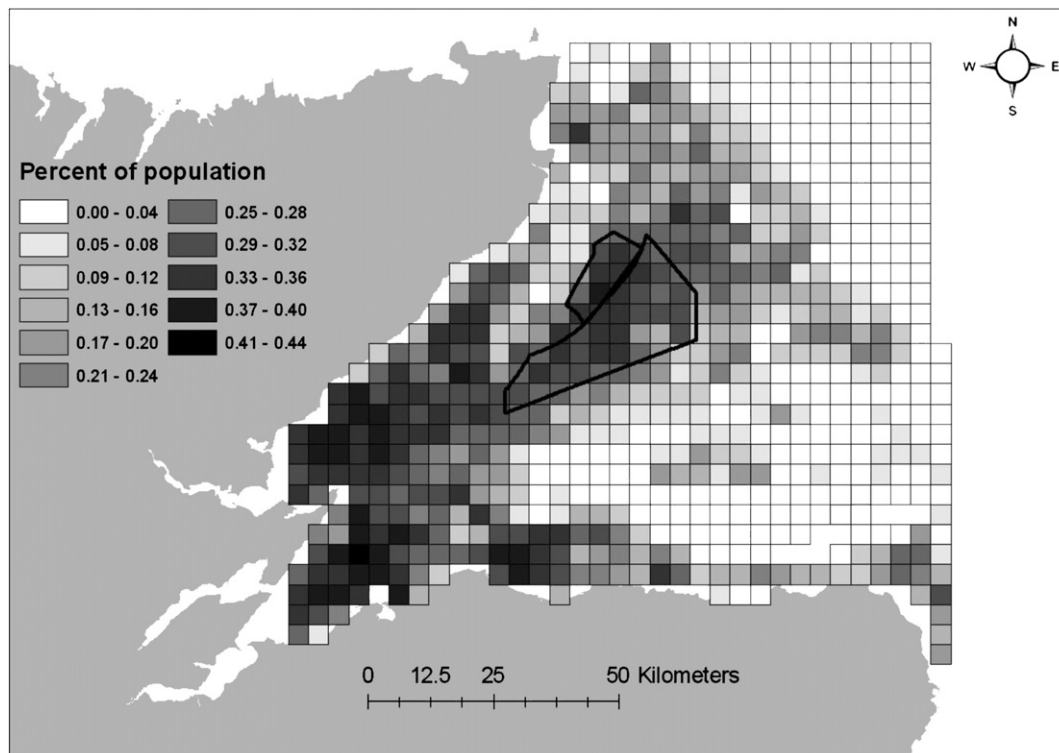 N
W E
S
Percent of population
0.00 - 0.04 0.25 - 0.28
0.05 - 0.08 0.29 - 0.32
0.09 - 0.12 0.33 - 0.36
0.13 - 0.16 0.37 - 0.40
0.17 - 0.20 0.41 - 0.44
0.21 - 0.24
0 12.5 25 50 Kilometers